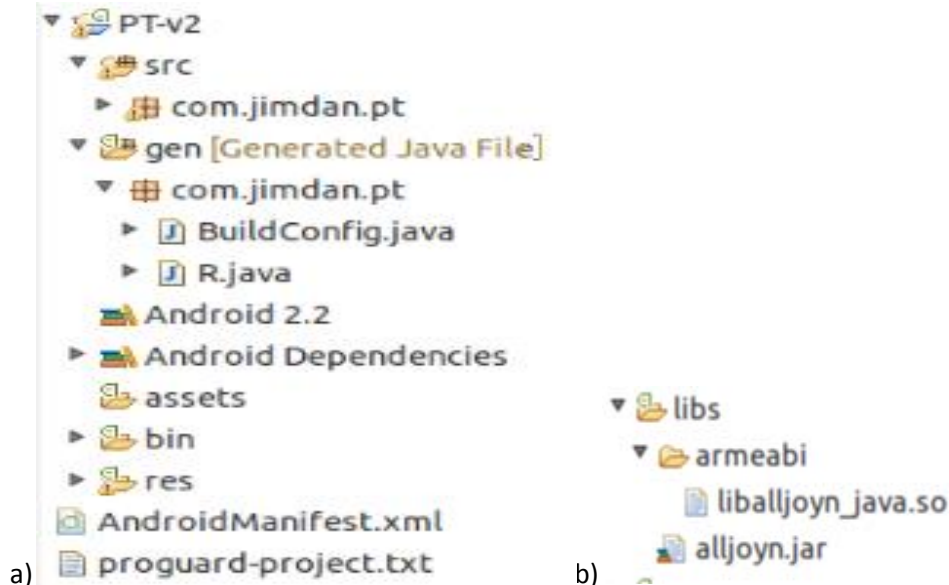 PT-v2
src
com.jimdan.pt
gen [Generated Java File]
com.jimdan.pt
BuildConfig.java
R.java
Android 2.2
Android Dependencies
assets
bin
res
AndroidManifest.xml
a) proguard-project.txt
libs
armeabi
liballjoyn_java.so
alljoyn.jar
b)